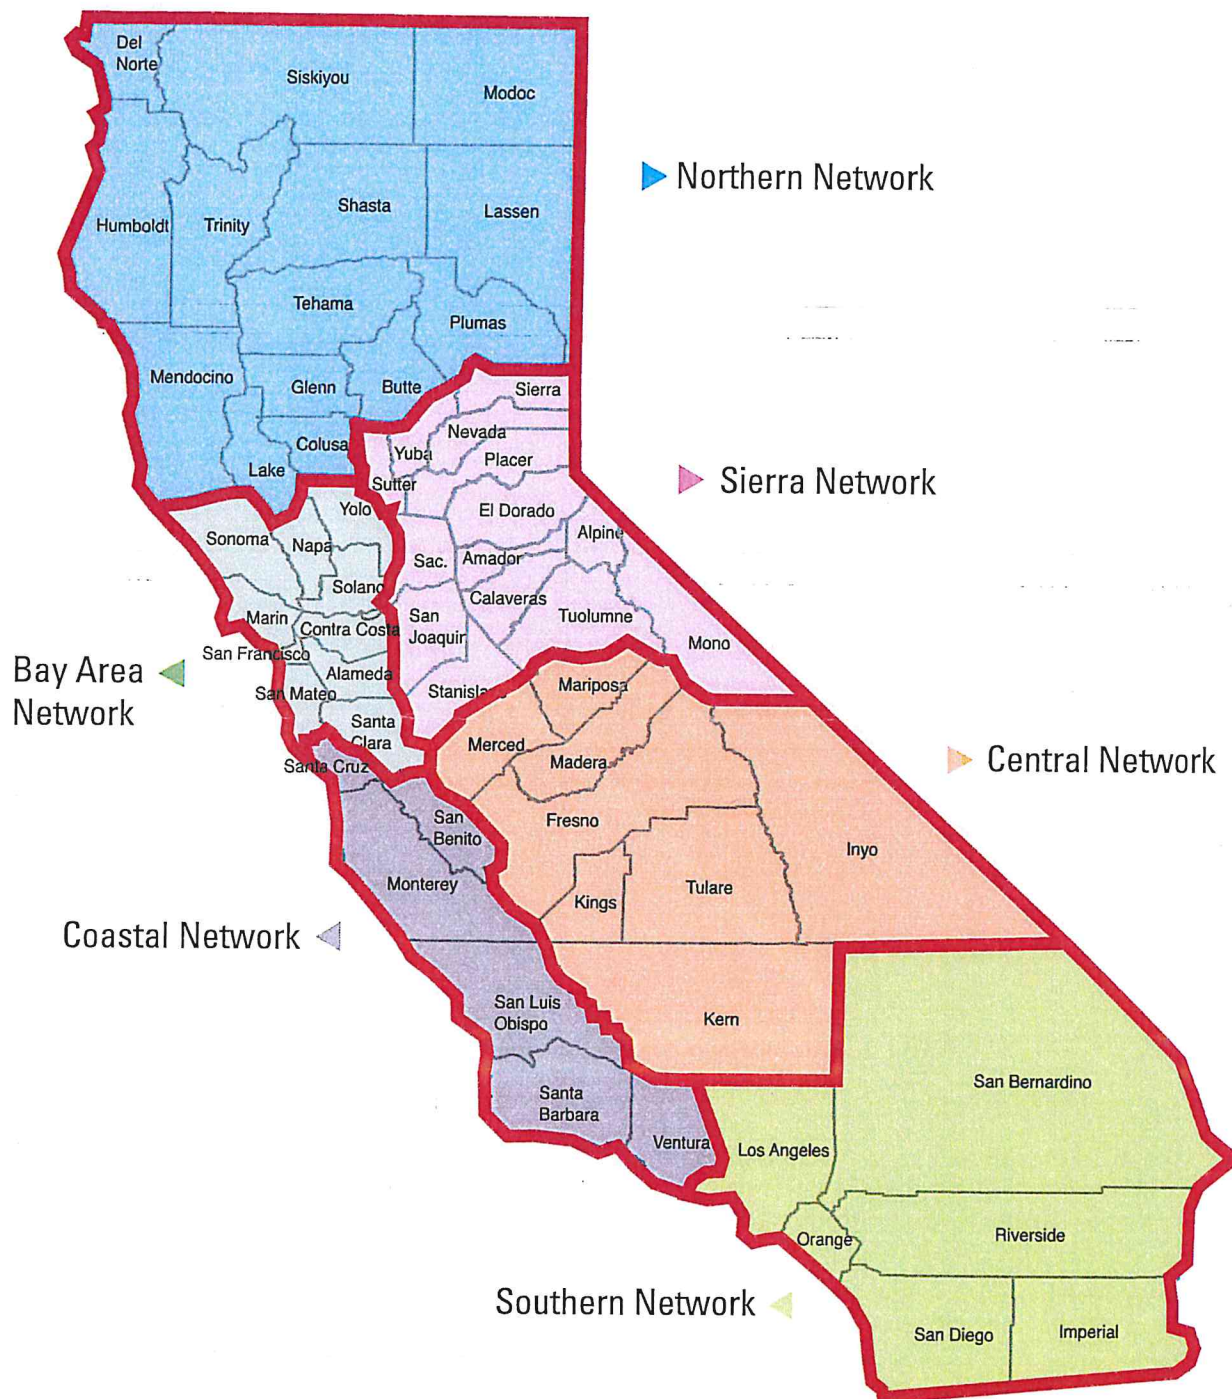 Del
Norte
Siskiyou
Modoc
Northern Network
Humboldt
Trinity
Shasta
Lassen
Tehama
Plumas
Mendocino
Glenn
Butte
Sierra
Colusa
Nevada
Yuba
Placer
Lake
Sutter
Sierra Network
Yolo
El Dorado
Sonoma
Napa
Alpine
Sac.
Amador
Solano
Calaveras
Marin
San
Joaquin
Tuolumne
Contra Costa
Mono
San Francisco
Bay Area
Network
Alameda
San Mateo
Stanislaus
Mariposa
Santa
Clara
Merced
Madera
Central Network
Santa Cruz
San
Benito
Fresno
Inyo
Monterey
Kings
Tulare
Coastal Network
San Luis
Obispo
Kern
San Bernardino
Santa
Barbara
Ventura
Los Angeles
Orange
Riverside
Southern Network
San Diego
Imperial